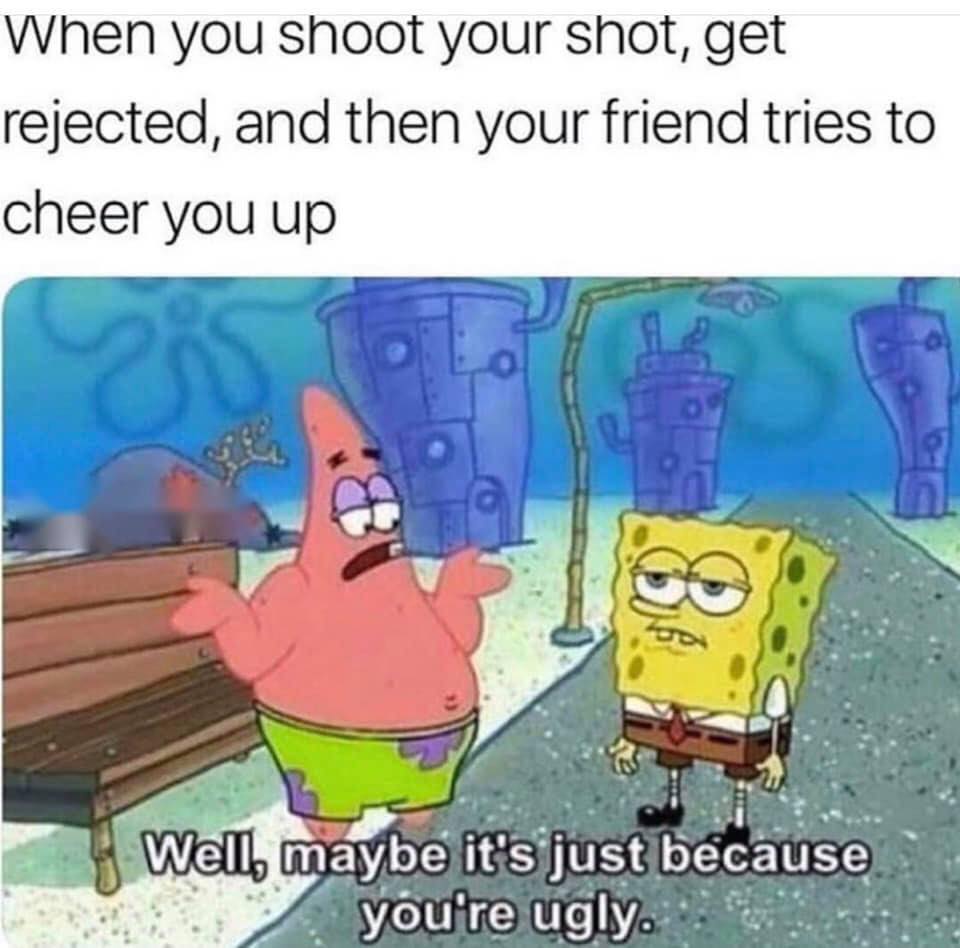 When you shoot your shot, get
rejected, and then your friend tries to
cheer you up
Well, maybe it's just because
you're ugly.